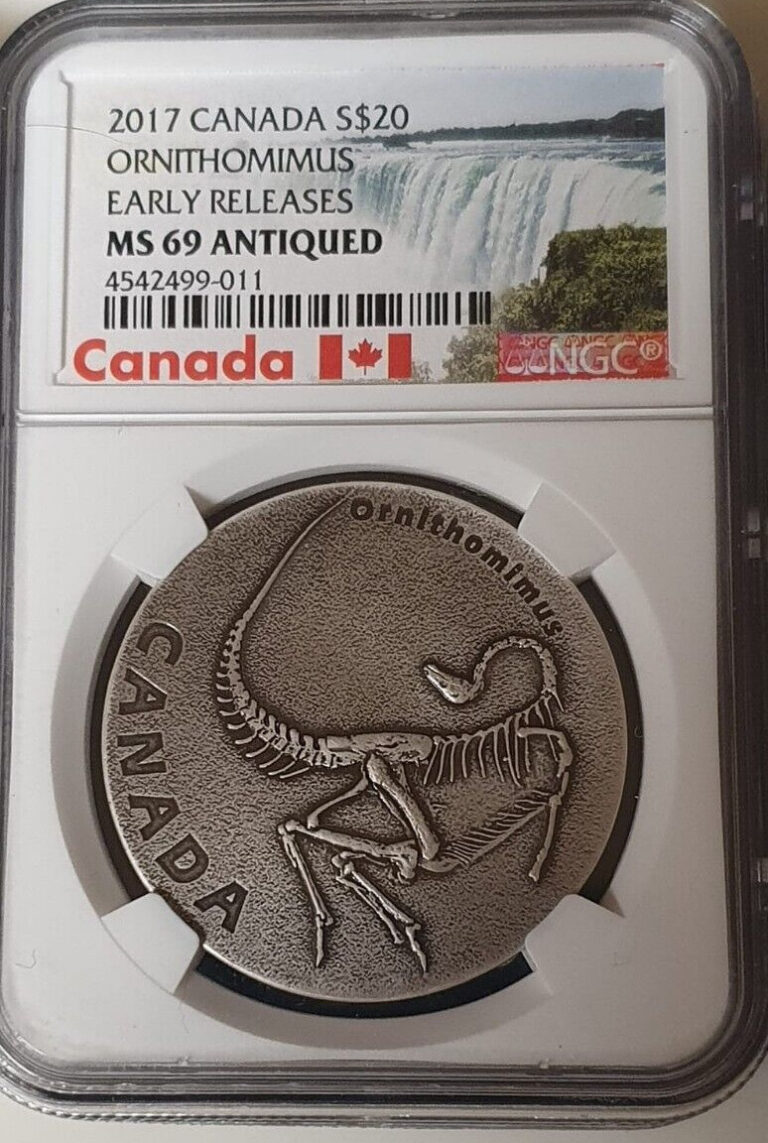 2017 CANADA S$20
ORNITHOMIMUS
EARLY RELEASES
MS 69 ANTIQUED
4542499-011
Canada
NGC®
Ornithomimus
CANADA